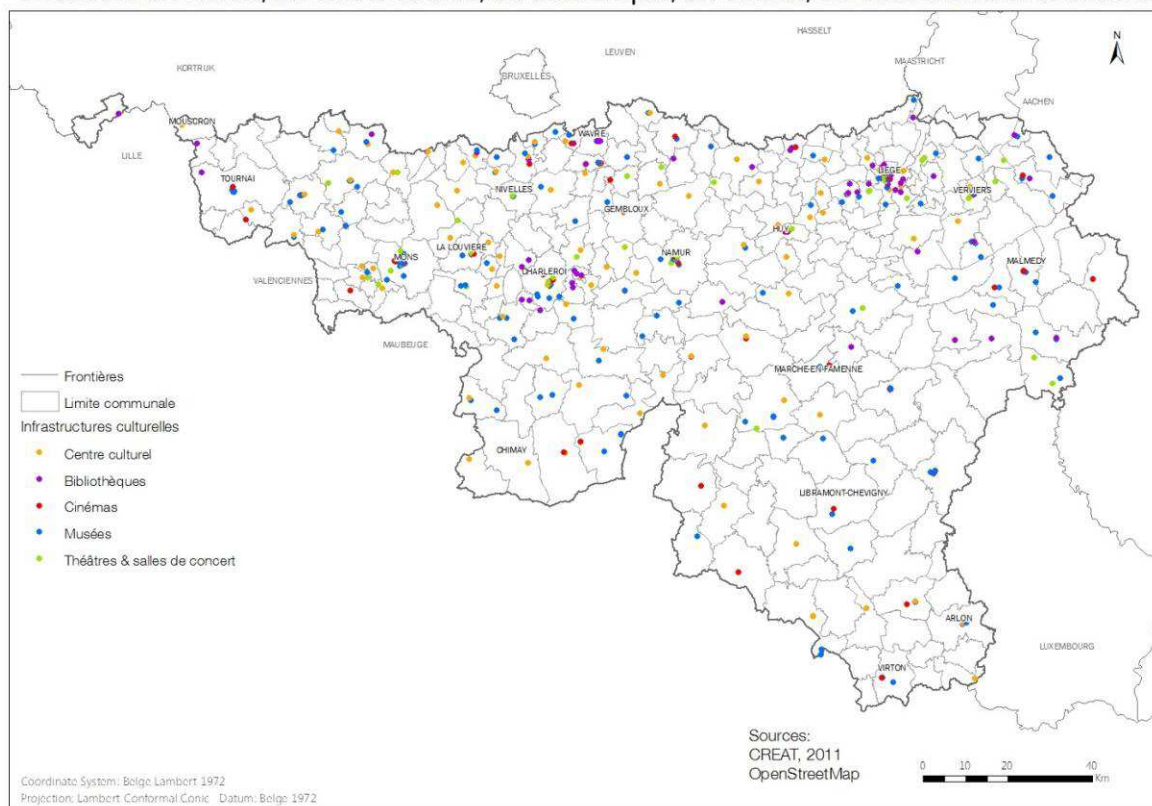 HASSELT
LEUVEN
N
KORTRIJK
BRUXELLES
MAASTRICHT
AACHEN
MOUSCRON
WAVRE
LILLE
TOURNAI
LIEGE
VERVIERS
NIVELLES
GEMBLOUX
HUY
LA LOUVIERE
MONS
NAMUR
CHARLEROI
MALMEDY
VALENCIENNES
MAUBEUGE
MARCHE-EN-FAMENNE
Frontières
Limite communale
Infrastructures culturelles
Centre culturel
CHIMAY
Bibliothèques
LIBRAMONT-CHEVIGNY
Cinémas
Musées
Théâtres & salles de concert
ARLON
LUXEMBOURG
VIRTON
Sources:
CREAT, 2011
OpenStreetMap
0 10 20 40
Km
Coordinate System: Belge Lambert 1972
Projection: Lambert Conformal Conic Datum: Belge 1972